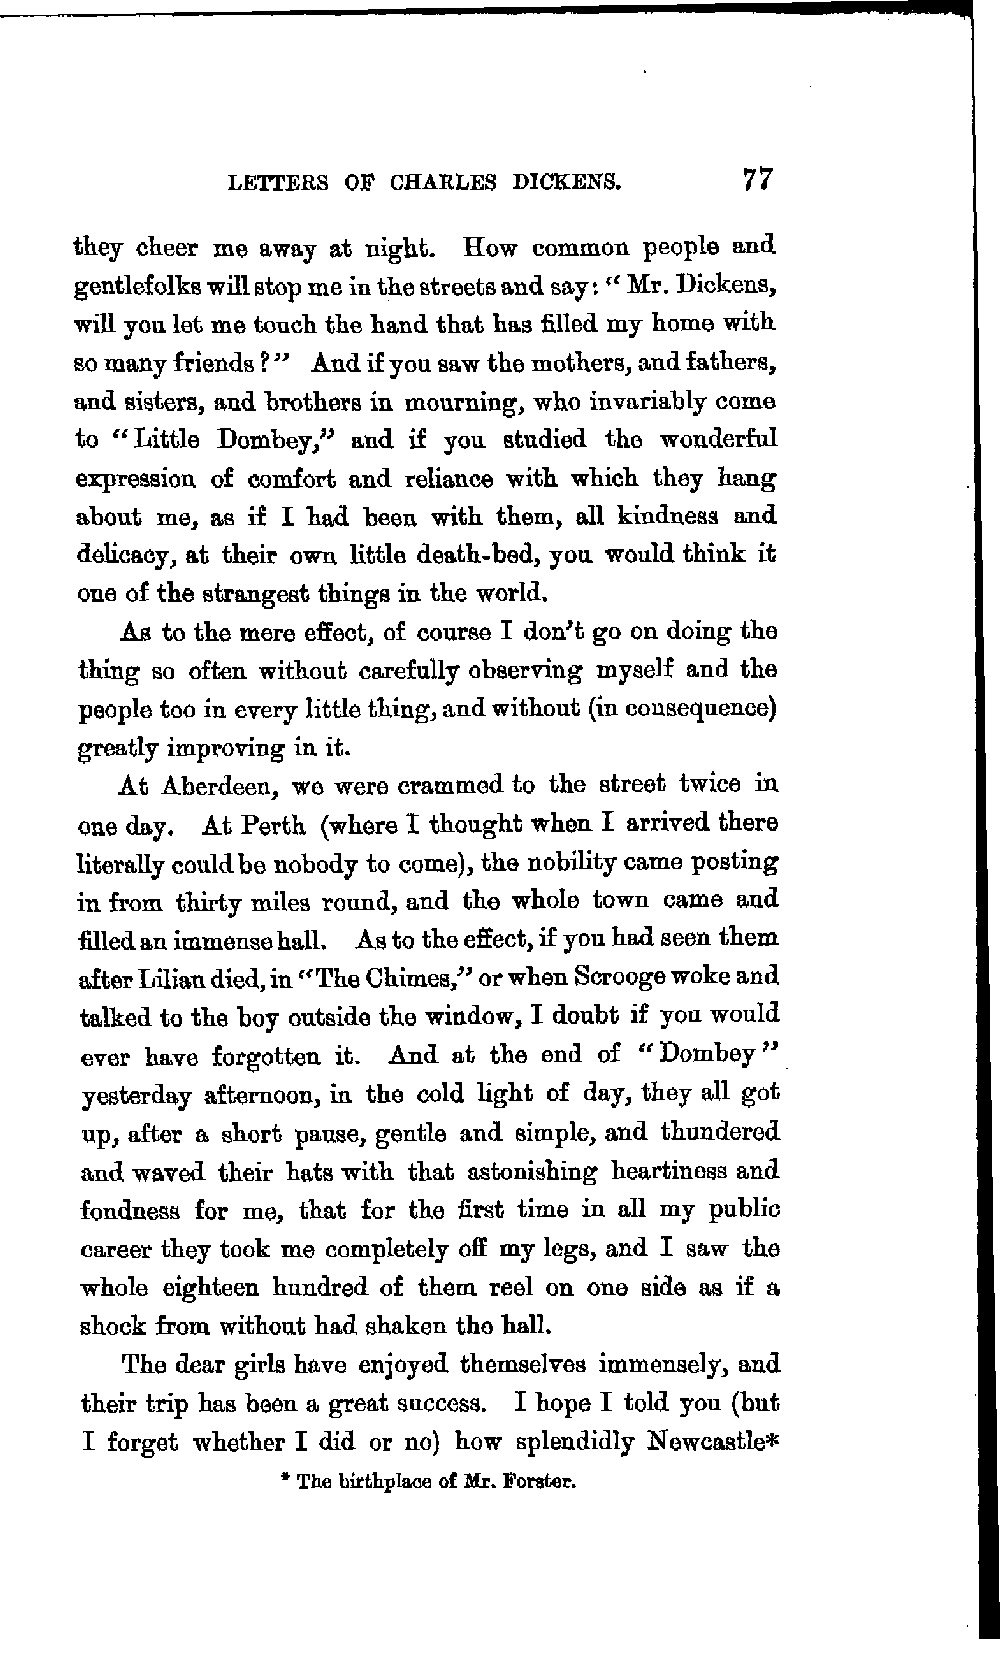 LETTERS OF CHARLES DICKENS. 77
they cheer me away at night. How common people and
gentlefolks will stop me in the streets and say: “Mr. Dickens,
will you let me touch the hand that has filled my home with
so many friends?” And if you saw the mothers, and fathers,
and sisters, and brothers in mourning, who invariably come
to “Little Dombey,” and if you studied the wonderful
expression of comfort and reliance with which they hang
about me, as if I had been with them, all kindness and
delicacy, at their own little death-bed, you would think it
one of the strangest things in the world.
As to the mere effect, of course I don’t go on doing the
thing so often without carefully observing myself and the
people too in every little thing, and without (in consequence)
greatly improving in it.
At Aberdeen, we were crammed to the street twice in
one day. At Perth (where I thought when I arrived there
literally could be nobody to come), the nobility came posting
in from thirty miles round, and the whole town came and
filled an immense hall. As to the effect, if you had seen them
after Lilian died, in “The Chimes,” or when Scrooge woke and
talked to the boy outside the window, I doubt if you would
ever have forgotten it. And at the end of “Dombey”
yesterday afternoon, in the cold light of day, they all got
up, after a short pause, gentle and simple, and thundered
and waved their hats with that astonishing heartiness and
fondness for me, that for the first time in all my public
career they took me completely off my legs, and I saw the
whole eighteen hundred of them reel on one side as if a
shock from without had shaken the hall.
The dear girls have enjoyed themselves immensely, and
their trip has been a great success. I hope I told you (but
I forget whether I did or no) how splendidly Newcastle*
* The birthplace of Mr. Forster.